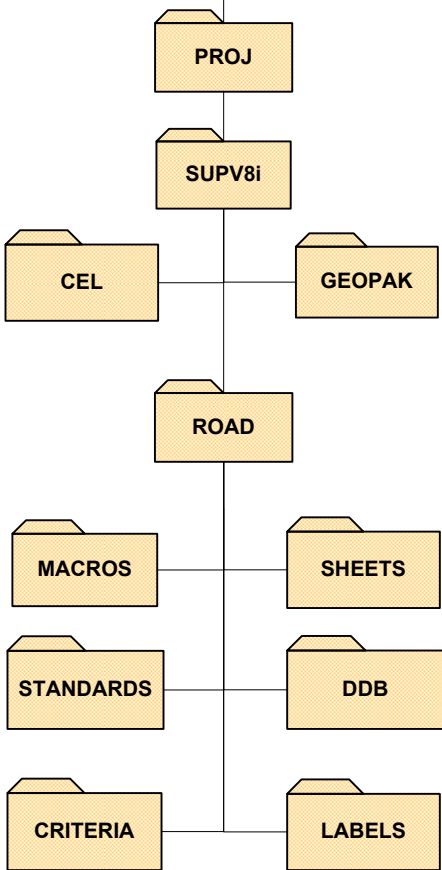 PROJ
SUPV8i
CEL
GEOPAK
ROAD
MACROS
SHEETS
STANDARDS
DDB
CRITERIA
LABELS